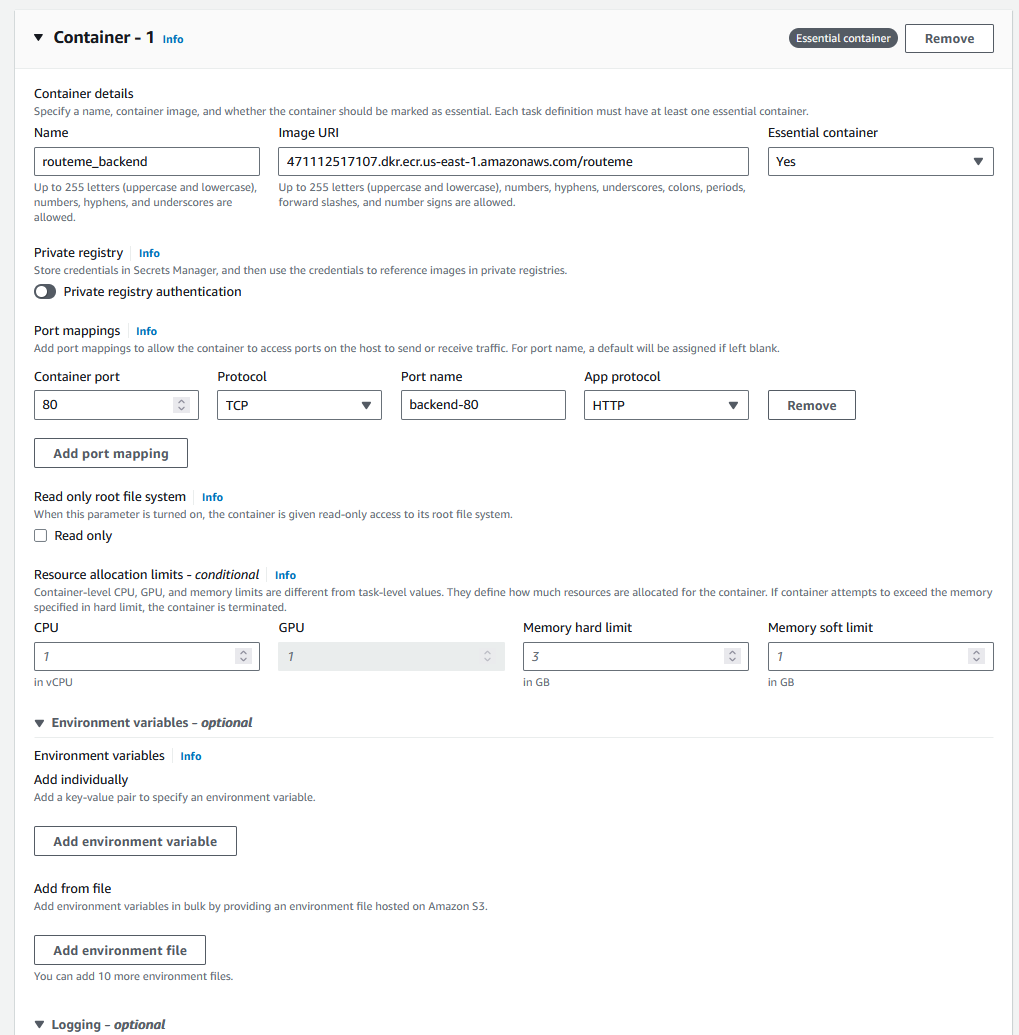 Container - 1 Info
Essential container
Remove
Container details
Specify a name, container image, and whether the container should be marked as essential. Each task definition must have at least one essential container.
Name
Image URI
Essential container
routeme_backend
471112517107.dkr.ecr.us-east-1.amazonaws.com/routeme
Yes
Up to 255 letters (uppercase and lowercase),
numbers, hyphens, and underscores are
allowed.
Up to 255 letters (uppercase and lowercase), numbers, hyphens, underscores, colons, periods,
forward slashes, and number signs are allowed.
Private registry Info
Store credentials in Secrets Manager, and then use the credentials to reference images in private registries.
Private registry authentication
Port mappings Info
Add port mappings to allow the container to access ports on the host to send or receive traffic. For port name, a default will be assigned if left blank.
Container port
Protocol
Port name
App protocol
80
TCP
backend-80
HTTP
Remove
Add port mapping
Read only root file system Info
When this parameter is turned on, the container is given read-only access to its root file system.
Read only
Resource allocation limits - conditional Info
Container-level CPU, GPU, and memory limits are different from task-level values. They define how much resources are allocated for the container. If container attempts to exceed the memory
specified in hard limit, the container is terminated.
CPU
GPU
Memory hard limit
Memory soft limit
1
1
3
1
in vCPU
in GB
in GB
Environment variables - optional
Environment variables Info
Add individually
Add a key-value pair to specify an environment variable.
Add environment variable
Add from file
Add environment variables in bulk by providing an environment file hosted on Amazon S3.
Add environment file
You can add 10 more environment files.
Logging - optional